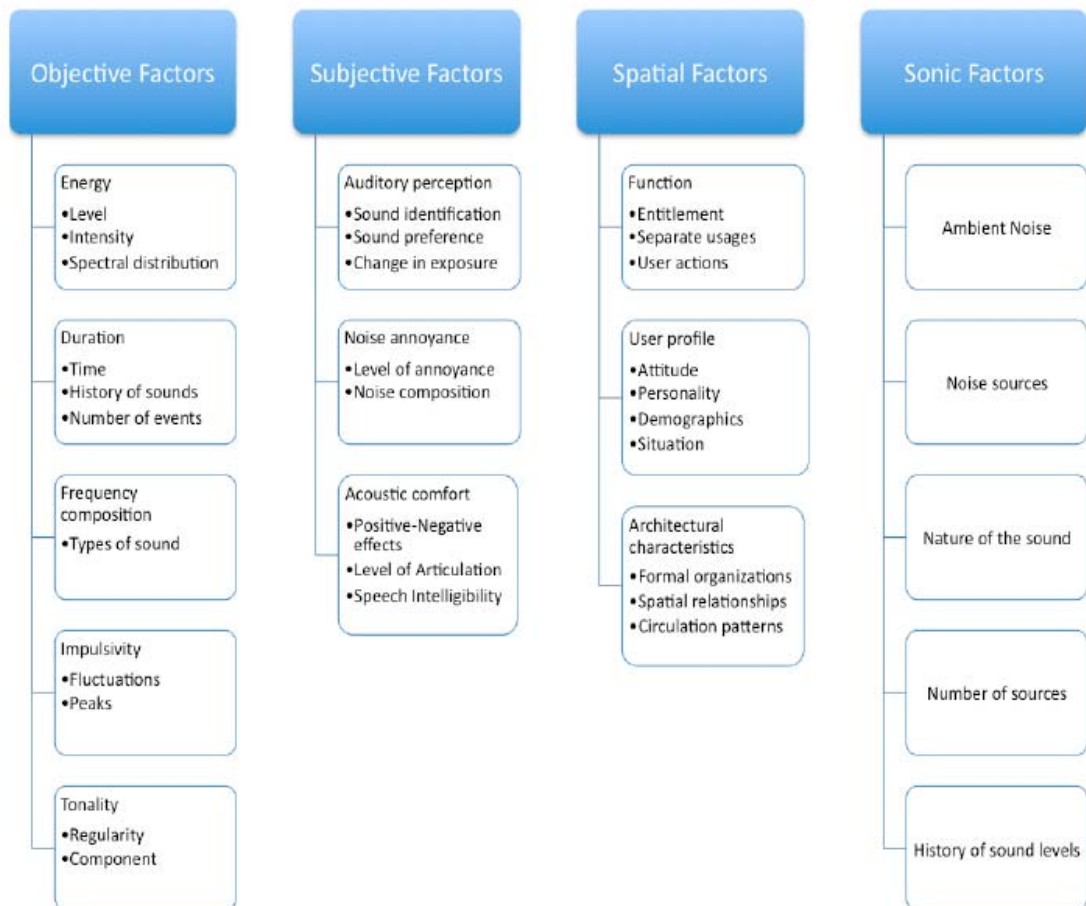 Objective Factors
Energy
•Level
•Intensity
•Spectral distribution
Duration
•Time
•History of sounds
•Number of events
Frequency
composition
•Types of sound
Impulsivity
•Fluctuations
•Peaks
Tonality
•Regularity
•Component
Subjective Factors
Auditory perception
•Sound identification
•Sound preference
•Change in exposure
Noise annoyance
•Level of annoyance
•Noise composition
Acoustic comfort
•Positive-Negative
effects
•Level of Articulation
•Speech Intelligibility
Spatial Factors
Function
•Entitlement
•Separate usages
•User actions
User profile
•Attitude
•Personality
•Demographics
•Situation
Architectural
characteristics
•Formal organizations
•Spatial relationships
•Circulation patterns
Sonic Factors
Ambient Noise
Noise sources
Nature of the sound
Number of sources
History of sound levels